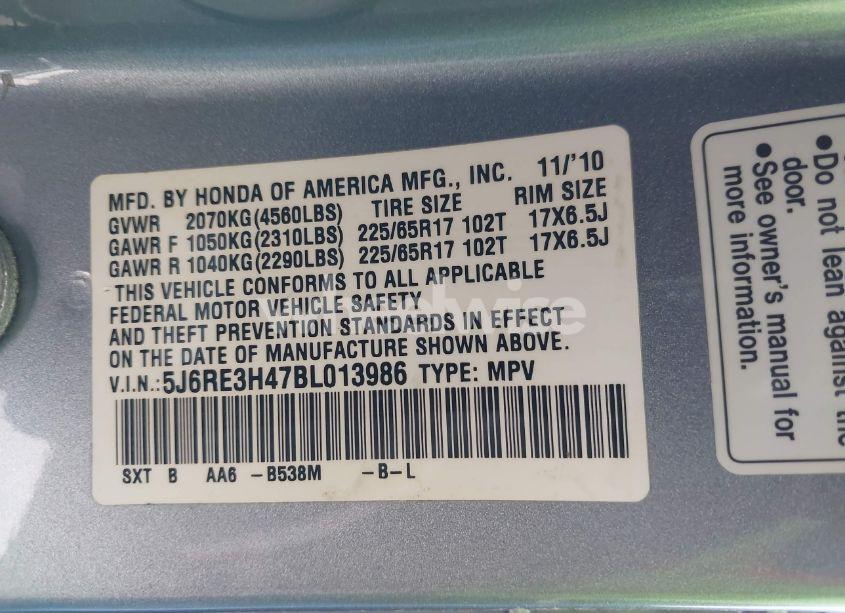 MFD. BY HONDA OF AMERICA MFG., INC. 11/'10
GVWR 2070KG(4560LBS) TIRE SIZE RIM SIZE
GAWR F 1050KG(2310LBS) 225/65R17 102T 17X6.5J
GAWR R 1040KG(2290LBS) 225/65R17 102T 17X6.5J
THIS VEHICLE CONFORMS TO ALL APPLICABLE
FEDERAL MOTOR VEHICLE SAFETY
AND THEFT PREVENTION STANDARDS IN EFFECT
ON THE DATE OF MANUFACTURE SHOWN ABOVE.
V.I.N.:5J6RE3H47BL013986 TYPE: MPV
SXT B AA6 -B538M -B-L
•Do not lean against the
door.
•See owner's manual for
more information.